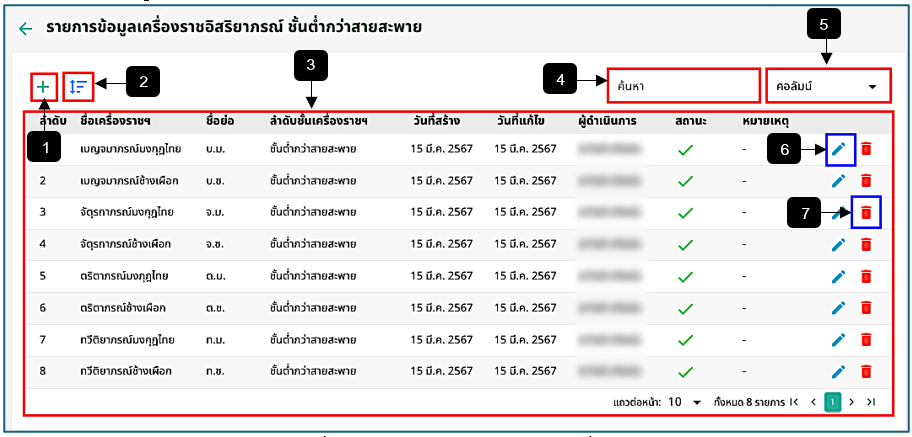 รายการข้อมูลเครื่องราชอิสริยาภรณ์ ชั้นต่ำกว่าสายสะพาย
5
3
4
2
ค้นหา
คอลัมน์
ลำดับ ชื่อเครื่องราชฯ ชื่อย่อ ลำดับชั้นเครื่องราชฯ วันที่สร้าง วันที่แก้ไข ผู้ดำเนินการ สถานะ หมายเหตุ
1 เบญจมาภรณ์มงกุฎไทย บ.ม. ชั้นต่ำกว่าสายสะพาย 15 มี.ค. 2567 15 มี.ค. 2567 - 6
2 เบญจมาภรณ์ช้างเผือก บ.ช. ชั้นต่ำกว่าสายสะพาย 15 มี.ค. 2567 15 มี.ค. 2567 -
3 จัตุรถาภรณ์มงกุฎไทย จ.ม. ชั้นต่ำกว่าสายสะพาย 15 มี.ค. 2567 15 มี.ค. 2567 - 7
4 จัตุรถาภรณ์ช้างเผือก จ.ช. ชั้นต่ำกว่าสายสะพาย 15 มี.ค. 2567 15 มี.ค. 2567 -
5 ตริตาภรณ์มงกุฎไทย ต.ม. ชั้นต่ำกว่าสายสะพาย 15 มี.ค. 2567 15 มี.ค. 2567 -
6 ตริตาภรณ์ช้างเผือก ต.ช. ชั้นต่ำกว่าสายสะพาย 15 มี.ค. 2567 15 มี.ค. 2567 -
7 ทวีติยาภรณ์มงกุฎไทย ท.ม. ชั้นต่ำกว่าสายสะพาย 15 มี.ค. 2567 15 มี.ค. 2567 -
8 ทวีติยาภรณ์ช้างเผือก ท.ช. ชั้นต่ำกว่าสายสะพาย 15 มี.ค. 2567 15 มี.ค. 2567 -
แถวต่อหน้า: 10 ทั้งหมด 8 รายการ 1